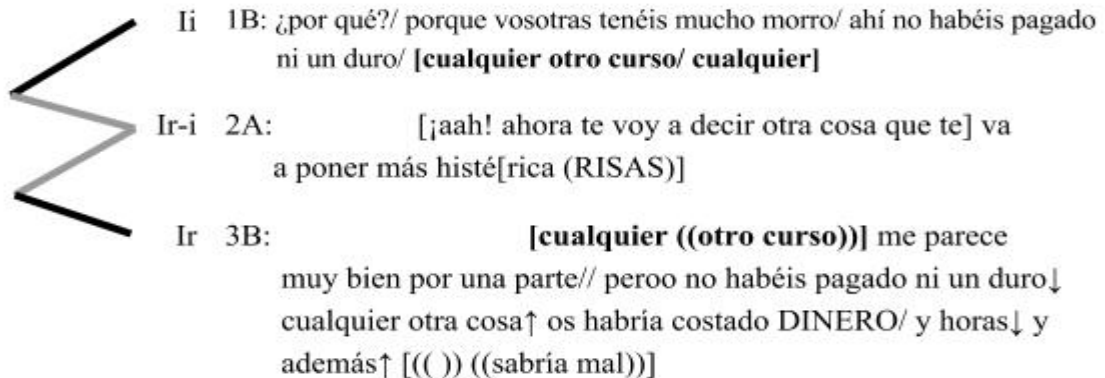 Ii 1B: ¿por qué?/ porque vosotras tenéis mucho morro/ ahí no habéis pagado
ni un duro/ [cualquier otro curso/ cualquier]
Ir-i 2A: [¡aah! ahora te voy a decir otra cosa que te] va
a poner más histé[rica (RISAS)]
Ir 3B: [cualquier ((otro curso))] me parece
muy bien por una parte// peroo no habéis pagado ni un duro↓
cualquier otra cosa↑ os habría costado DINERO/ y horas↓ y
además↑ [(( )) ((sabría mal))]